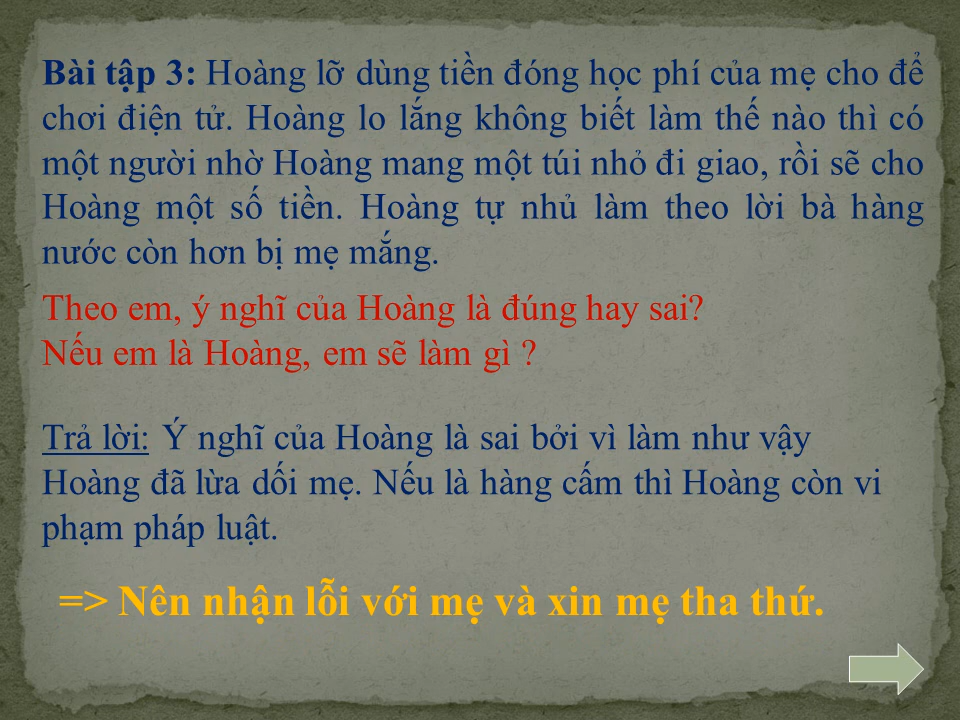 Bài tập 3: Hoàng lỡ dùng tiền đóng học phí của mẹ cho để
chơi điện tử. Hoàng lo lắng không biết làm thế nào thì có
một người nhờ Hoàng mang một túi nhỏ đi giao, rồi sẽ cho
Hoàng một số tiền. Hoàng tự nhủ làm theo lời bà hàng
nước còn hơn bị mẹ mắng.
Theo em, ý nghĩ của Hoàng là đúng hay sai?
Nếu em là Hoàng, em sẽ làm gì ?
Trả lời: Ý nghĩ của Hoàng là sai bởi vì làm như vậy
Hoàng đã lừa dối mẹ. Nếu là hàng cấm thì Hoàng còn vi
phạm pháp luật.
=> Nên nhận lỗi với mẹ và xin mẹ tha thứ.